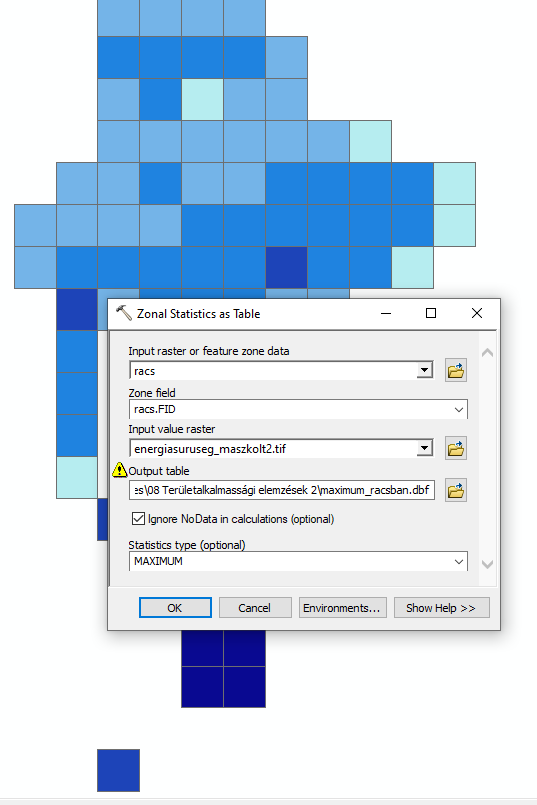 Zonal Statistics as Table
Input raster or feature zone data
racs
Zone field
racs.FID
Input value raster
energiasuruseg_maszkolt2.tif
Output table
es\08 Területalkalmassági elemzések 2\maximum_racsban.dbf
Ignore NoData in calculations (optional)
Statistics type (optional)
MAXIMUM
OK
Cancel
Environments...
Show Help >>